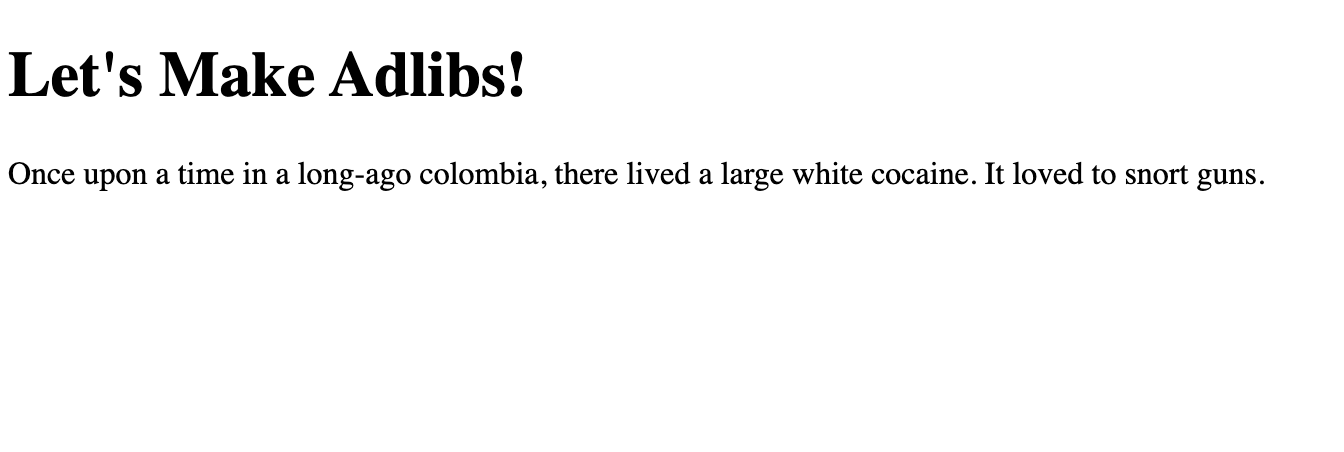 Let's Make Adlibs!
Once upon a time in a long-ago colombia, there lived a large white cocaine. It loved to snort guns.